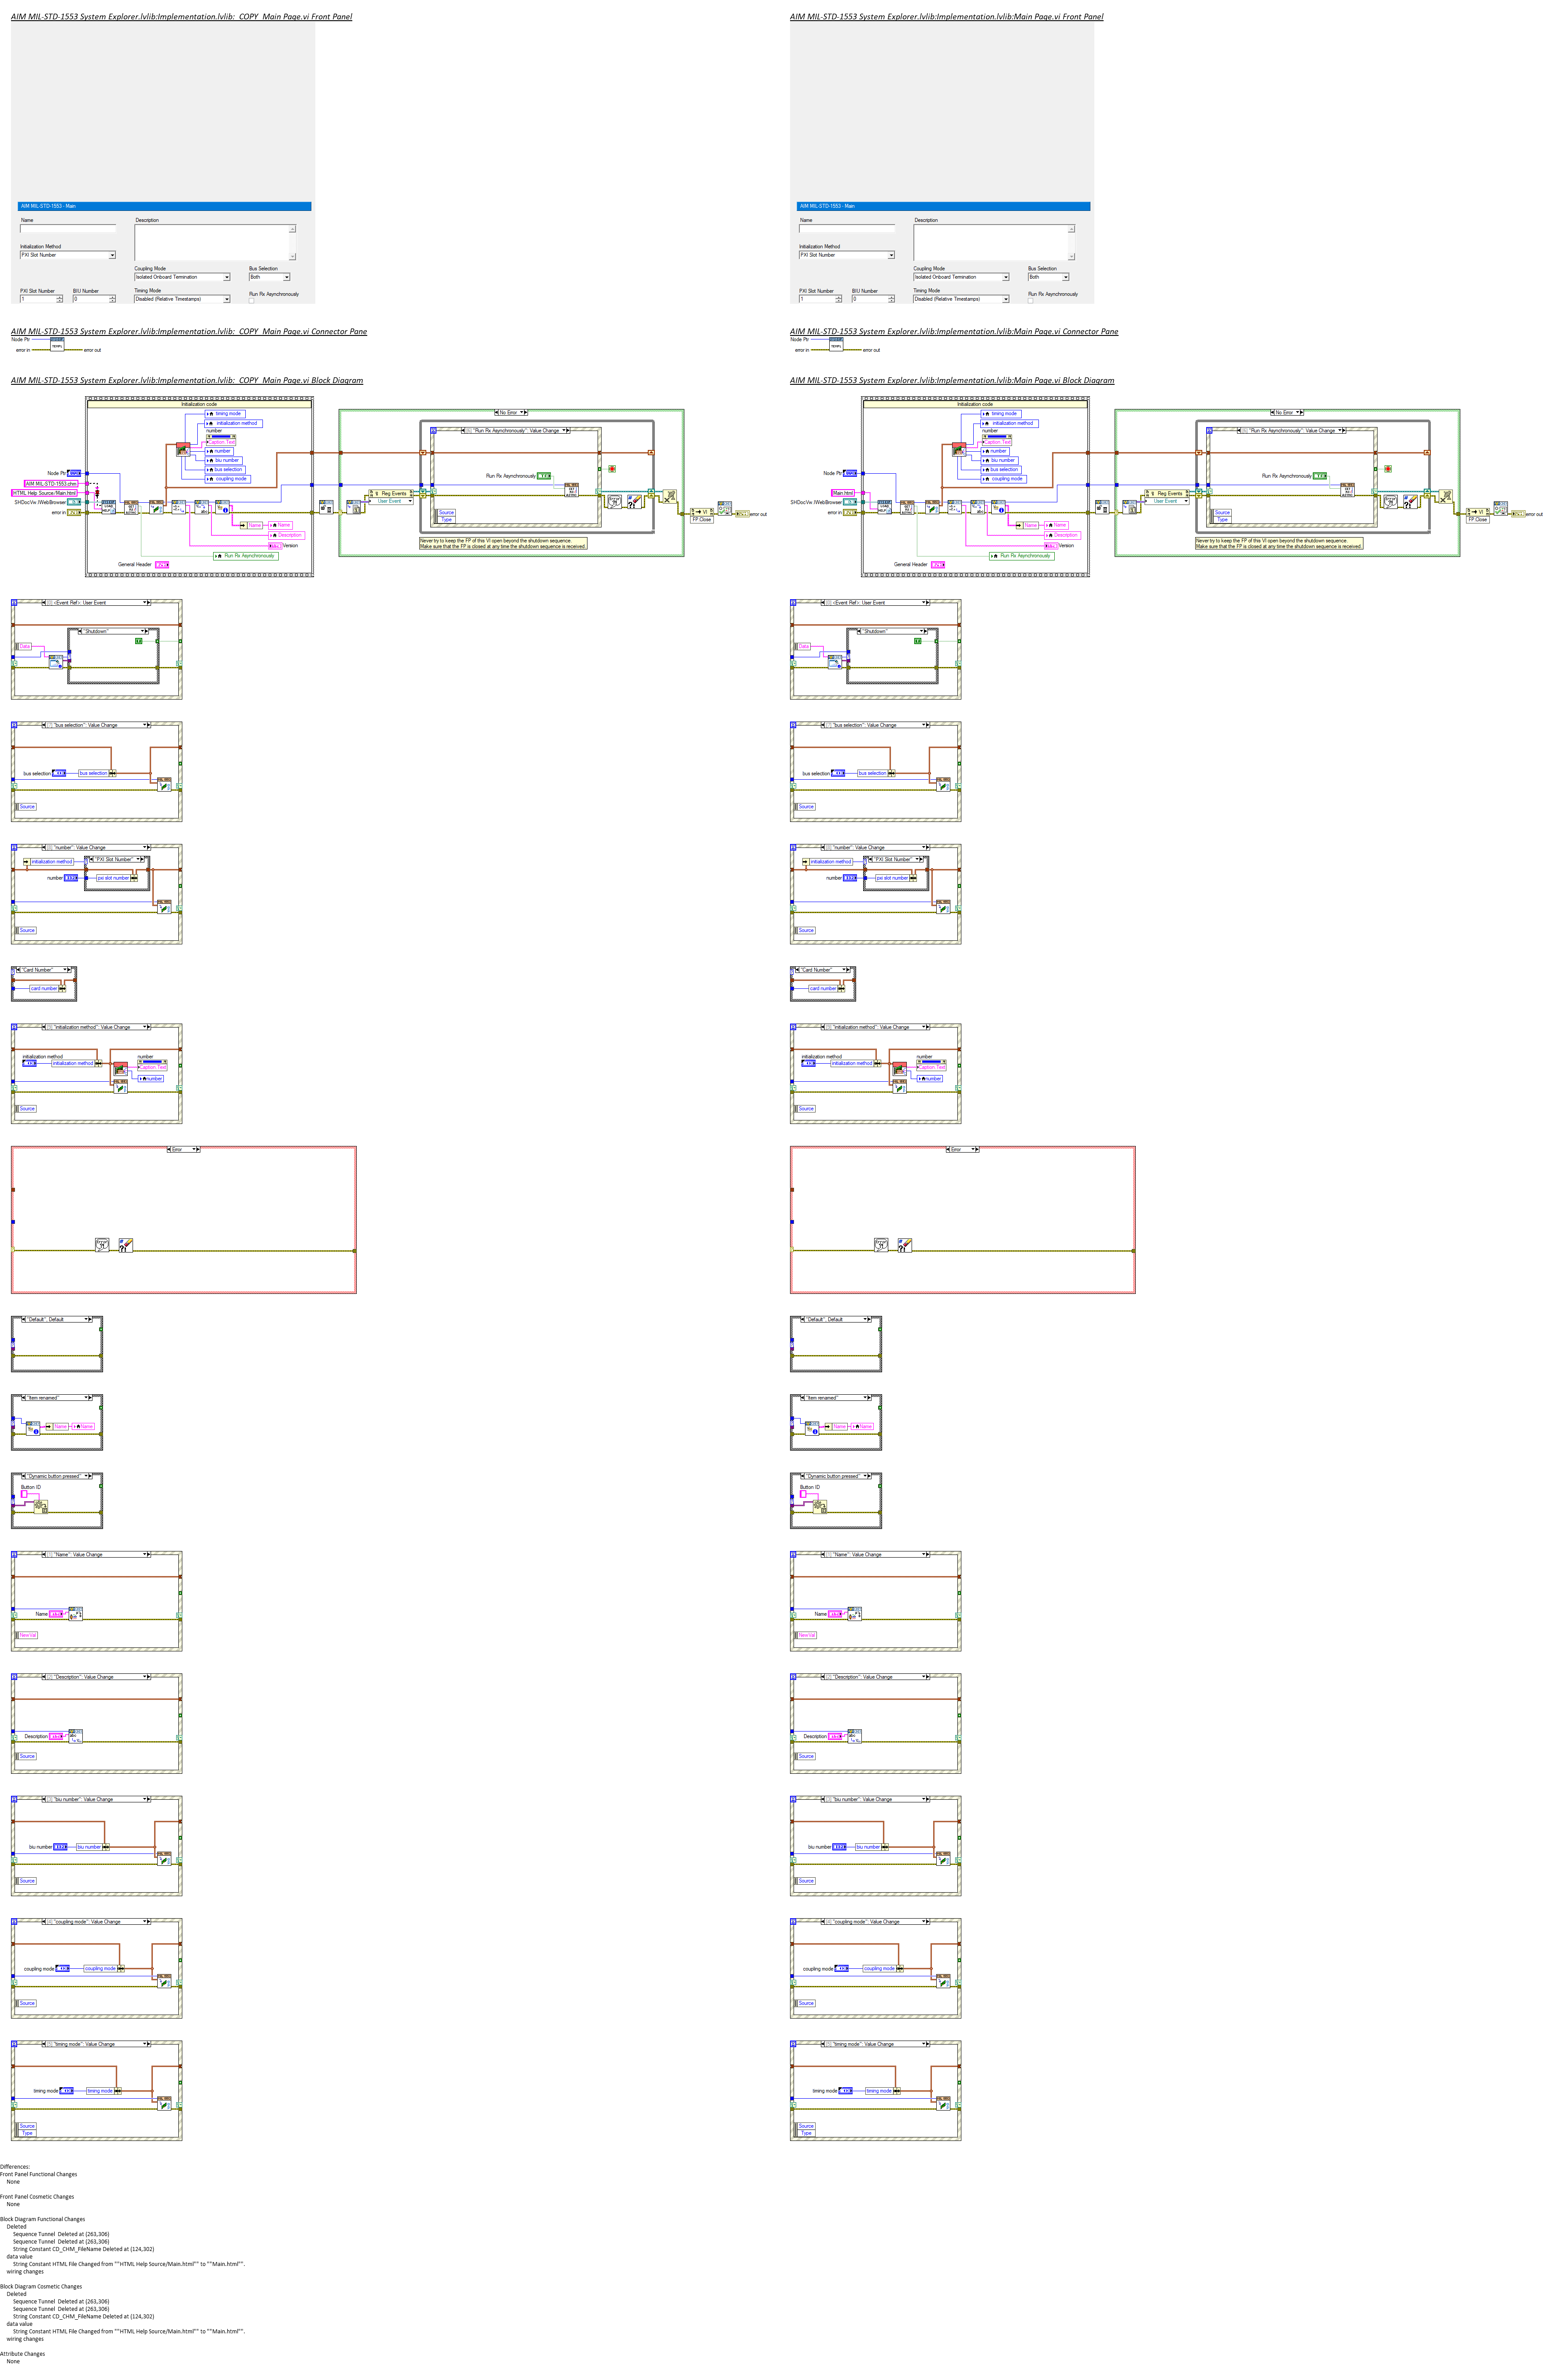 AIM MIL-STD-1553 System Explorer.lvlib:Implementation.lvlib:_COPY_Main Page.vi Front Panel
AIM MIL-STD-1553 - Main
Name
Description
Initialization Method
PXI Slot Number
Coupling Mode
Bus Selection
Isolated Onboard Termination
Both
PXI Slot Number
BIU Number
Timing Mode
Run Rx Asynchronously
1
0
Disabled (Relative Timestamps)
AIM MIL-STD-1553 System Explorer.lvlib:Implementation.lvlib:_COPY_Main Page.vi Connector Pane
Node Ptr
error in
error out
AIM MIL-STD-1553 System Explorer.lvlib:Implementation.lvlib:_COPY_Main Page.vi Block Diagram
Initialization code
timing mode
initialization method
number
Caption Text
number
biu number
bus selection
coupling mode
Node Ptr
AIM MIL-STD-1553.chm
HTML Help Source/Main.html
SHDocVw.IWebBrowser
error in
Name
Name
Description
Version
Run Rx Asynchronously
General Header
No Error
"Run Rx Asynchronously": Value Change
Run Rx Asynchronously
Reg Events
User Event
Source
Type
Never try to keep the FP of this VI open beyond the shutdown sequence.
Make sure that the FP is closed at any time the shutdown sequence is received.
VI
FP.Close
error out
[0] <Event Ref>: User Event
"Shutdown"
Data
[7] "bus selection": Value Change
bus selection
bus selection
Source
"number": Value Change
initialization method
"PXI Slot Number"
number
pxi slot number
Source
"Card Number"
card number
"initialization method": Value Change
initialization method
initialization method
number
Caption Text
number
Source
Error
"Default", Default
"Item renamed"
Name
Name
"Dynamic button pressed"
Button ID
[1] "Name": Value Change
Name
NewVal
[2] "Description": Value Change
Description
Source
[3] "biu number": Value Change
biu number
biu number
Source
[4] "coupling mode": Value Change
coupling mode
coupling mode
Source
"timing mode": Value Change
timing mode
timing mode
Source
Type
AIM MIL-STD-1553 System Explorer.lvlib:Implementation.lvlib:Main Page.vi Front Panel
AIM MIL-STD-1553 - Main
Name
Description
Initialization Method
PXI Slot Number
Coupling Mode
Bus Selection
Isolated Onboard Termination
Both
PXI Slot Number
BIU Number
Timing Mode
Run Rx Asynchronously
1
0
Disabled (Relative Timestamps)
AIM MIL-STD-1553 System Explorer.lvlib:Implementation.lvlib:Main Page.vi Connector Pane
Node Ptr
error in
error out
AIM MIL-STD-1553 System Explorer.lvlib:Implementation.lvlib:Main Page.vi Block Diagram
Initialization code
timing mode
initialization method
number
Caption Text
number
biu number
bus selection
coupling mode
Node Ptr
Main.html
SHDocVw.IWebBrowser
error in
Name
Name
Description
Version
Run Rx Asynchronously
General Header
No Error
"Run Rx Asynchronously": Value Change
Run Rx Asynchronously
Reg Events
User Event
Source
Type
Never try to keep the FP of this VI open beyond the shutdown sequence.
Make sure that the FP is closed at any time the shutdown sequence is received.
VI
FP.Close
error out
[0] <Event Ref>: User Event
"Shutdown"
Data
[7] "bus selection": Value Change
bus selection
bus selection
Source
"number": Value Change
initialization method
"PXI Slot Number"
number
pxi slot number
Source
"Card Number"
card number
"initialization method": Value Change
initialization method
initialization method
number
Caption Text
number
Source
Error
"Default", Default
"Item renamed"
Name
Name
"Dynamic button pressed"
Button ID
[1] "Name": Value Change
Name
NewVal
[2] "Description": Value Change
Description
Source
[3] "biu number": Value Change
biu number
biu number
Source
[4] "coupling mode": Value Change
coupling mode
coupling mode
Source
"timing mode": Value Change
timing mode
timing mode
Source
Type
Differences:
Front Panel Functional Changes
None
Front Panel Cosmetic Changes
None
Block Diagram Functional Changes
Deleted
Sequence Tunnel Deleted at (263,306)
Sequence Tunnel Deleted at (263,306)
String Constant CD_CHM_FileName Deleted at (124,302)
data value
String Constant HTML File Changed from ""HTML Help Source/Main.html"" to ""Main.html"".
wiring changes
Block Diagram Cosmetic Changes
Deleted
Sequence Tunnel Deleted at (263,306)
Sequence Tunnel Deleted at (263,306)
String Constant CD_CHM_FileName Deleted at (124,302)
data value
String Constant HTML File Changed from ""HTML Help Source/Main.html"" to ""Main.html"".
wiring changes
Attribute Changes
None